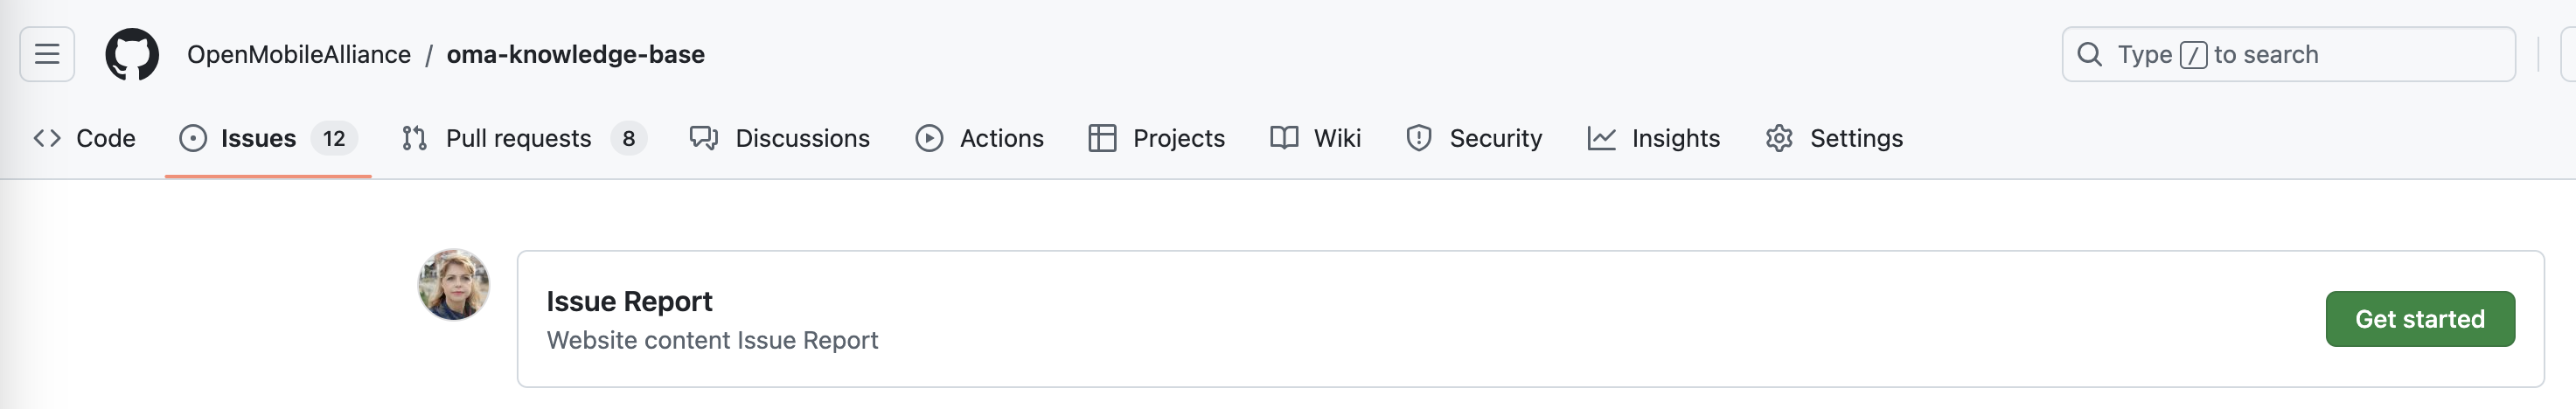 OpenMobileAlliance / oma-knowledge-base
Type / to search
Code Issues 12 Pull requests 8 Discussions Actions Projects Wiki Security Insights Settings
Issue Report
Website content Issue Report
Get started